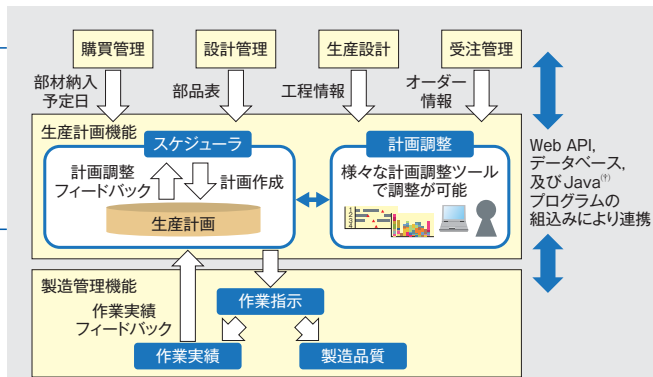 購買管理
設計管理
生産設計
受注管理
部材納入
予定日
部品表
工程情報
オーダー
情報
生産計画機能
スケジューラ
計画調整
フィードバック
計画作成
生産計画
計画調整
様々な計画調整ツール
で調整が可能
Web API,
データベース,
及びJava(†)
プログラムの
組込みにより連携
製造管理機能
作業実績
フィードバック
作業指示
作業実績
製造品質